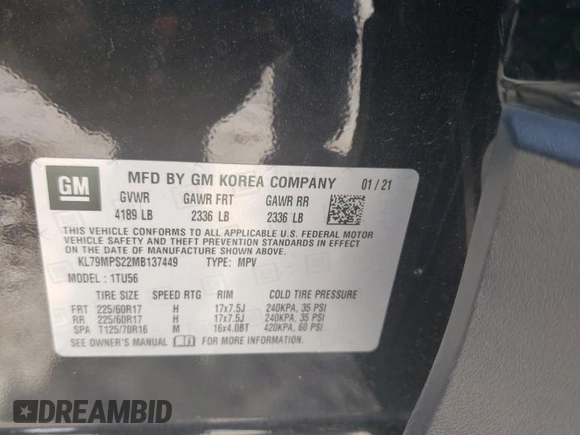 GM
MFD BY GM KOREA COMPANY 01 / 21
GVWR GAWR FRT GAWR RR
4189 LB 2336 LB 2336 LB
THIS VEHICLE CONFORMS TO ALL APPLICABLE U.S. FEDERAL MOTOR
VEHICLE SAFETY AND THEFT PREVENTION STANDARDS IN EFFECT ON
THE DATE OF MANUFACTURE SHOWN ABOVE.
KL79MPS22MB137449 TYPE: MPV
MODEL : 1TU56
TIRE SIZE SPEED RTG RIM COLD TIRE PRESSURE
FRT 225/60R17 H 17x7.5J 240KPA, 35 PSI
RR 225/60R17 H 17x7.5J 240KPA, 35 PSI
SPA T125/70R16 M 16x4.0BT 420KPA, 60 PSI
SEE OWNER'S MANUAL FOR MORE INFORMATION
DREAMBID